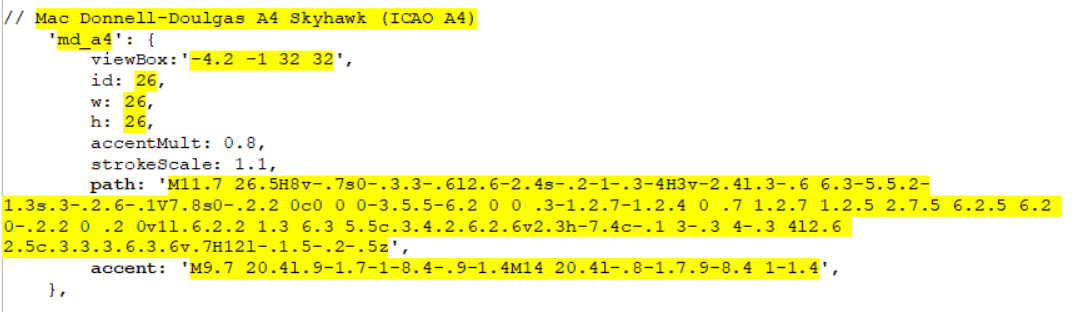 // Mac Donnell-Doulgas A4 Skyhawk (ICAO A4)
'md_a4': {
viewBox:'-4.2 -1 32 32',
id: 26,
w: 26,
h: 26,
accentMult: 0.8,
strokeScale: 1.1,
path: 'M11.7 26.5H8v-.7s0-.3.3-.6l2.6-2.4s-.2-1-.3-4H3v-2.4l.3-.6 6.3-5.5.2-
1.3s.3-.2.6-.1V7.8s0-.2.2 0c0 0 0-3.5.5-6.2 0 0 .3-1.2.7-1.2.4 0 .7 1.2.7 1.2.5 2.7.5 6.2.5 6.2
0-.2.2 0 .2 0v1l.6.2.2 1.3 6.3 5.5c.3.4.2.6.2.6v2.3h-7.4c-.1 3-.3 4-.3 4l2.6
2.5c.3.3.3.6.3.6v.7H12l-.1.5-.2-.5z',
accent: 'M9.7 20.4l.9-1.7-1-8.4-.9-1.4M14 20.4l-.8-1.7.9-8.4 1-1.4',
},